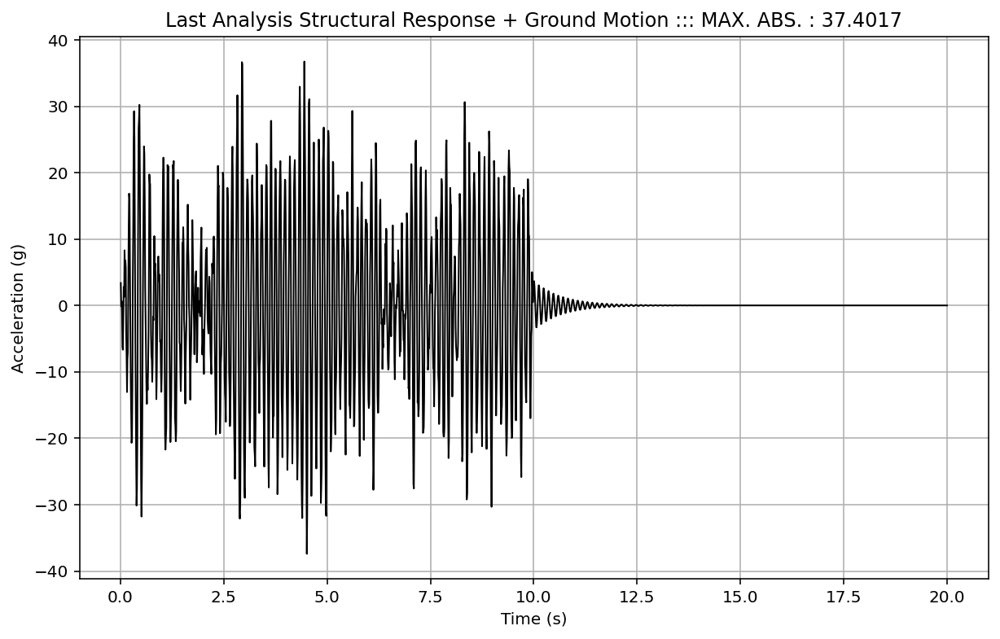 Last Analysis Structural Response + Ground Motion ::: MAX. ABS. : 37.4017
Acceleration (g)
40
30
20
10
0
−10
−20
−30
−40
0.0 2.5 5.0 7.5 10.0 12.5 15.0 17.5 20.0
Time (s)